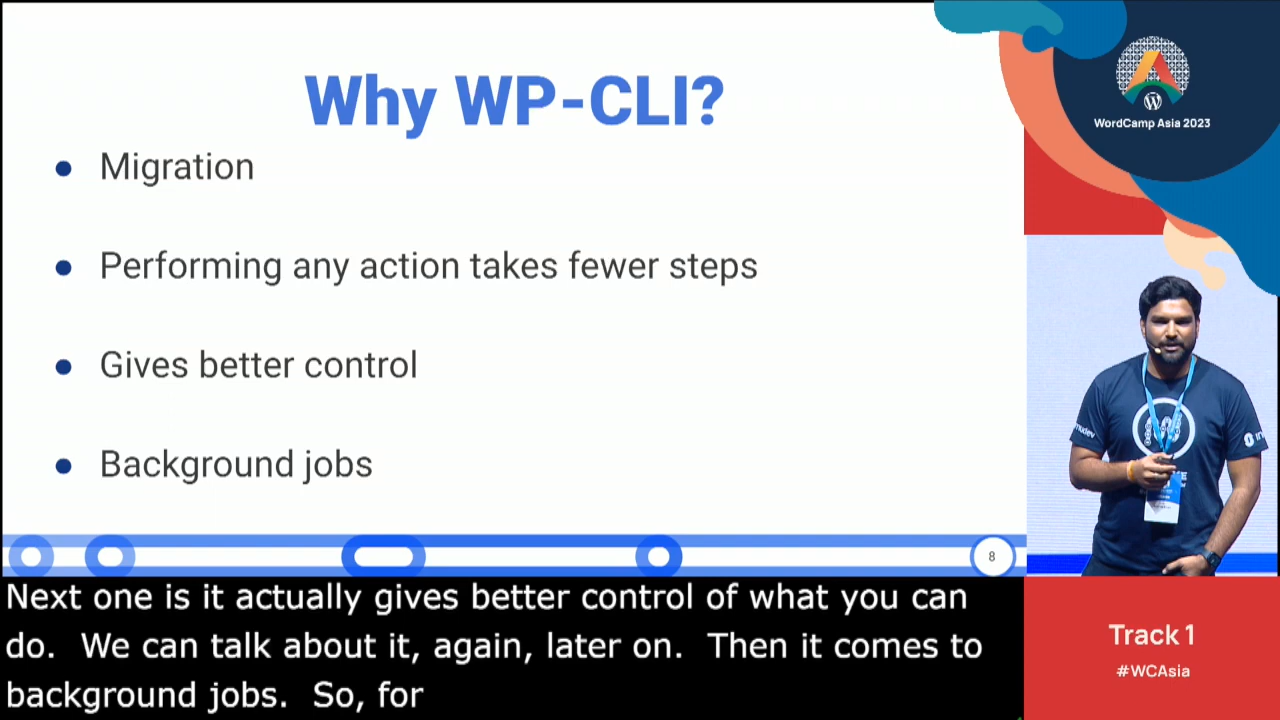 Why WP-CLI?
● Migration
● Performing any action takes fewer steps
● Gives better control
● Background jobs
8
Next one is it actually gives better control of what you can
do.  We can talk about it, again, later on.  Then it comes to
background jobs.  So, for
WordCamp Asia 2023
Track 1
#WCAsia